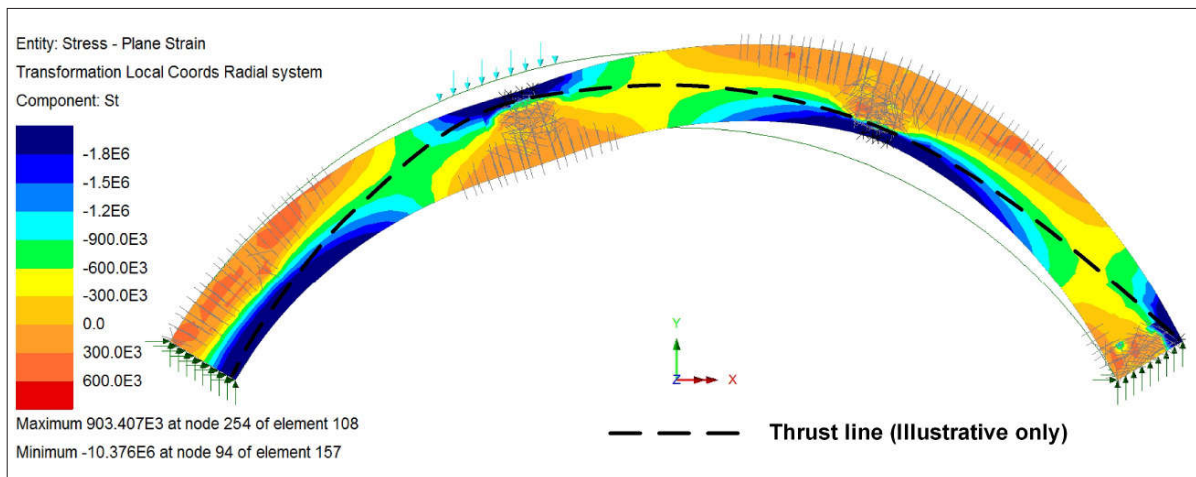 Entity: Stress - Plane Strain
Transformation Local Coords Radial system
Component: St
-1.8E6
-1.5E6
-1.2E6
-900.0E3
-600.0E3
-300.0E3
0.0
300.0E3
600.0E3
Maximum 903.407E3 at node 254 of element 108
Minimum -10.376E6 at node 94 of element 157
Y
Z
X
Thrust line (Illustrative only)